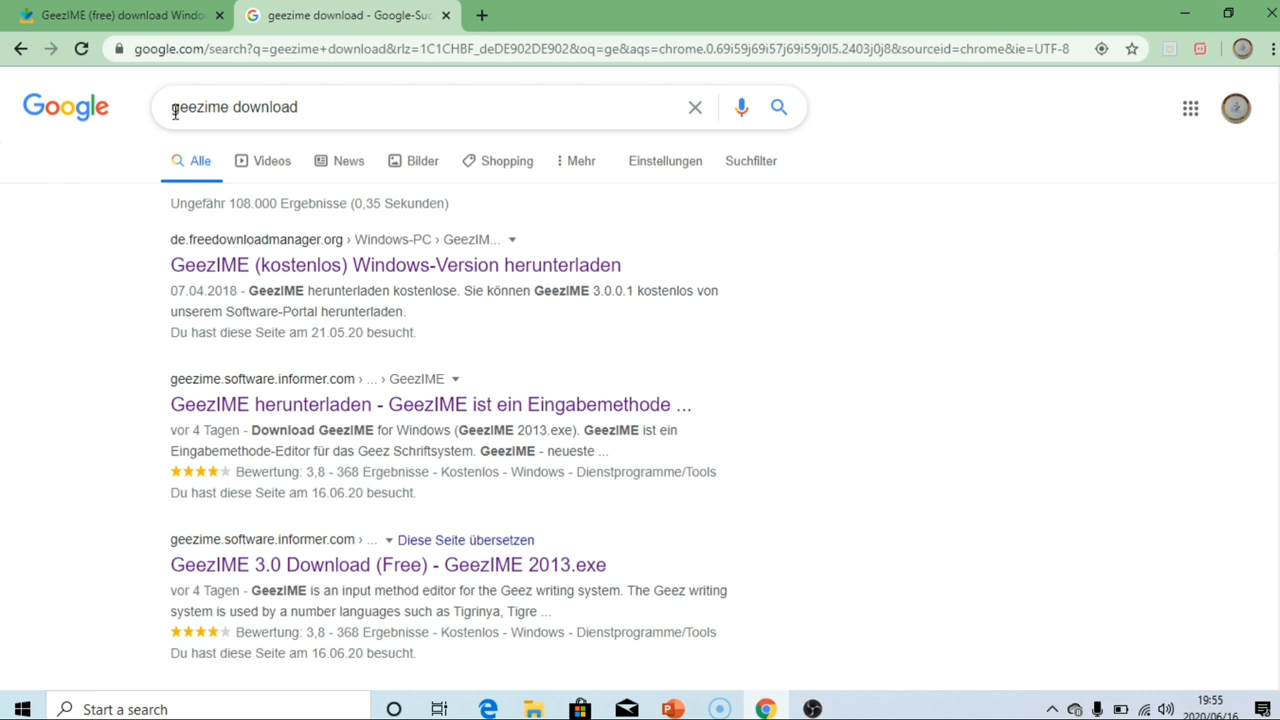 GeezIME (free) download Windo
geezime download - Google-Suc
google.com/search?q=geezime+download&rlz=1C1CHBF_deDE902DE902&oq=ge&aqs=chrome.0.69i59j69i57j69i59j0l5.2403j0j8&sourceid=chrome&ie=UTF-8
Google
geezime download
Alle
Videos
News
Bilder
Shopping
Mehr
Einstellungen
Suchfilter
Ungefähr 108.000 Ergebnisse (0,35 Sekunden)
de.freedownloadmanager.org › Windows-PC › GeezIM...
GeezIME (kostenlos) Windows-Version herunterladen
07.04.2018 - GeezIME herunterladen kostenlose. Sie können GeezIME 3.0.0.1 kostenlos von
unserem Software-Portal herunterladen.
Du hast diese Seite am 21.05.20 besucht.
geezime.software.informer.com › ... › GeezIME
GeezIME herunterladen - GeezIME ist ein Eingabemethode ...
vor 4 Tagen - Download GeezIME for Windows (GeezIME 2013.exe). GeezIME ist ein
Eingabemethode-Editor für das Geez Schriftsystem. GeezIME - neueste ...
Bewertung: 3,8 - 368 Ergebnisse - Kostenlos - Windows - Dienstprogramme/Tools
Du hast diese Seite am 16.06.20 besucht.
geezime.software.informer.com › ... Diese Seite übersetzen
GeezIME 3.0 Download (Free) - GeezIME 2013.exe
vor 4 Tagen - GeezIME is an input method editor for the Geez writing system. The Geez writing
system is used by a number languages such as Tigrinya, Tigre ...
Bewertung: 3,8 - 368 Ergebnisse - Kostenlos - Windows - Dienstprogramme/Tools
Du hast diese Seite am 16.06.20 besucht.
Start a search
19:55
2020/06/16